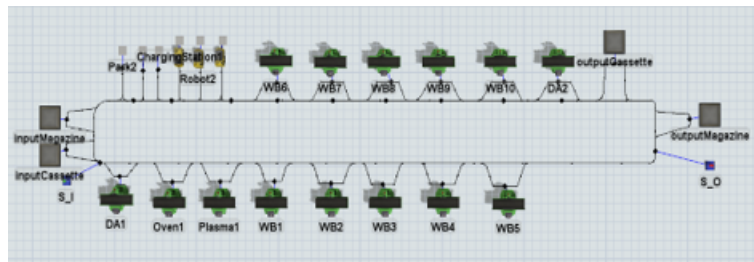 ChargingStation1
Park2
Robot2
WB6
WB7
WB8
WB9
WB10
DA2
outputCassette
inputMagazine
outputMagazine
inputCassette
S_I
S_O
DA1
Oven1
Plasma1
WB1
WB2
WB3
WB4
WB5